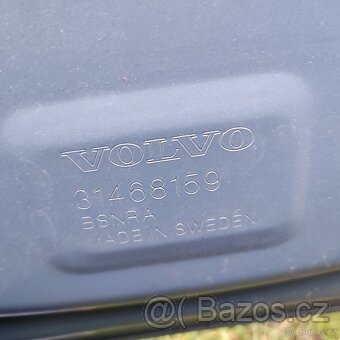 VOLVO
31468159
BSNRA
MADE IN SWEDEN
Bazos.cz